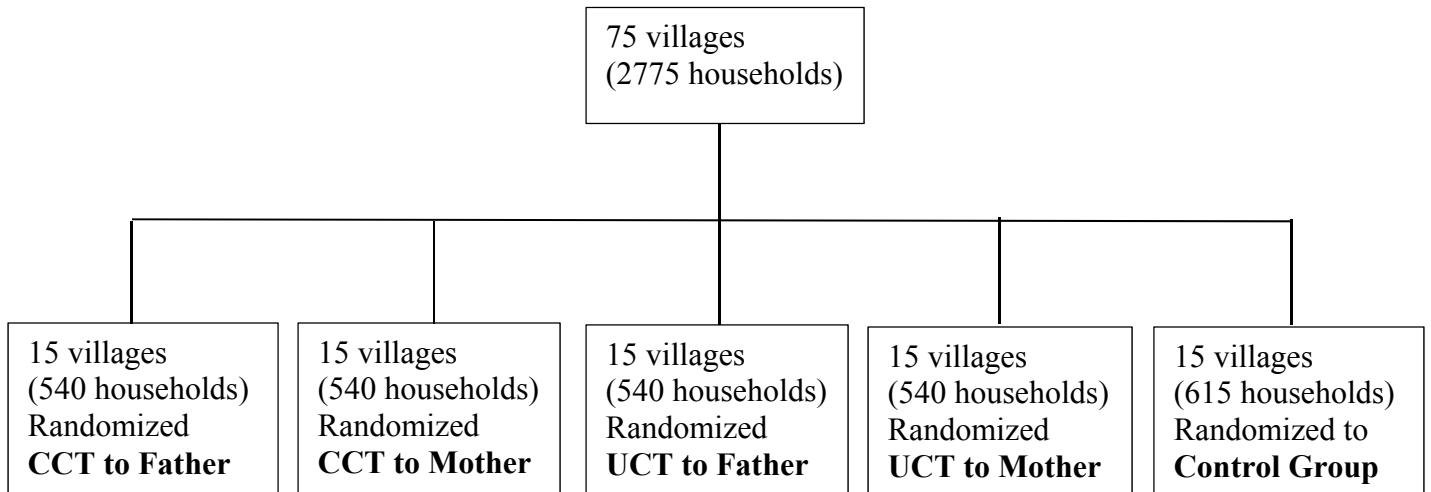 75 villages
(2775 households)
15 villages
(540 households)
Randomized
CCT to Father
15 villages
(540 households)
Randomized
CCT to Mother
15 villages
(540 households)
Randomized
UCT to Father
15 villages
(540 households)
Randomized
UCT to Mother
15 villages
(615 households)
Randomized to
Control Group